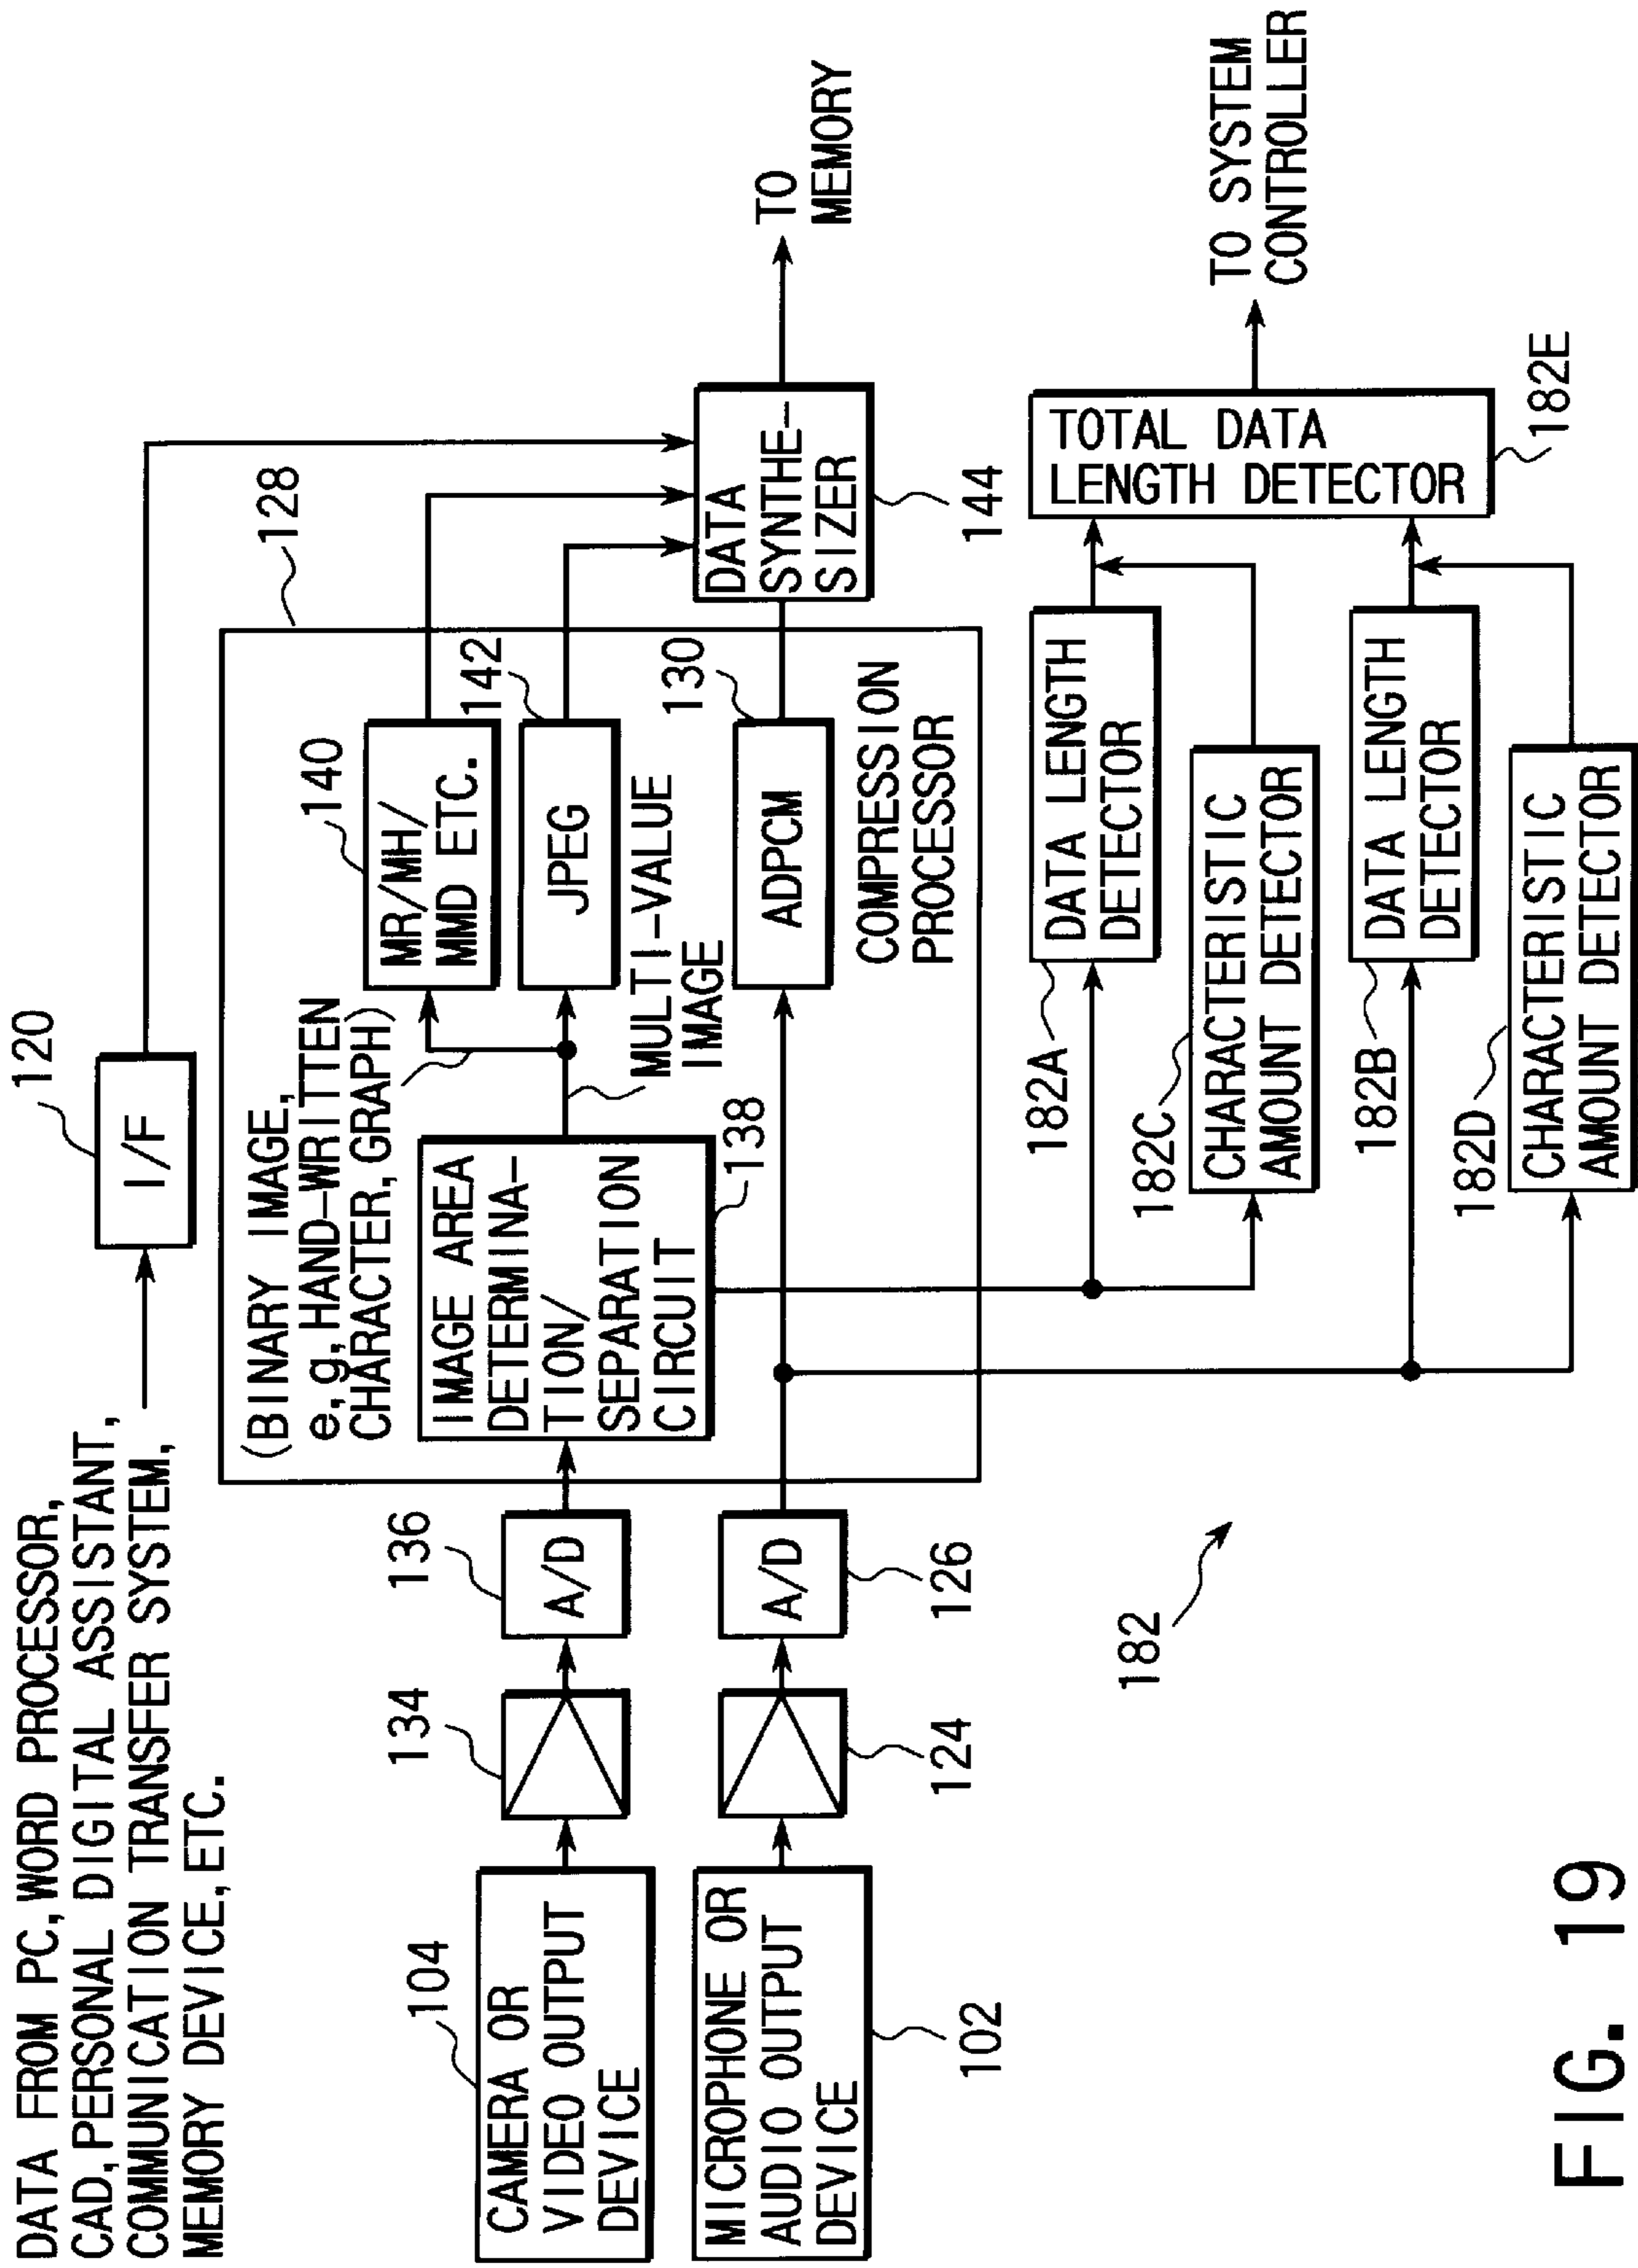 DATA FROM PC, WORD PROCESSOR,
CAD, PERSONAL DIGITAL ASSISTANT,
COMMUNICATION TRANSFER SYSTEM,
MEMORY DEVICE, ETC.
120
I/F
128
(BINARY IMAGE,
e,g, HAND-WRITTEN
CHARACTER, GRAPH)
140
MR/MH/
MMD ETC.
142
JPEG
MULTI-VALUE
IMAGE
104
CAMERA OR
VIDEO OUTPUT
DEVICE
134
136
A/D
IMAGE AREA
DETERMINA-
TION/
SEPARATION
CIRCUIT
138
130
ADPCM
COMPRESSION
PROCESSOR
DATA
SYNTHE-
SIZER
144
TO
MEMORY
MICROPHONE OR
AUDIO OUTPUT
DEVICE
102
124
A/D
126
182
182A
DATA LENGTH
DETECTOR
182C
CHARACTERISTIC
AMOUNT DETECTOR
182B
DATA LENGTH
DETECTOR
182D
CHARACTERISTIC
AMOUNT DETECTOR
TOTAL DATA
LENGTH DETECTOR
182E
TO SYSTEM
CONTROLLER
FIG. 19